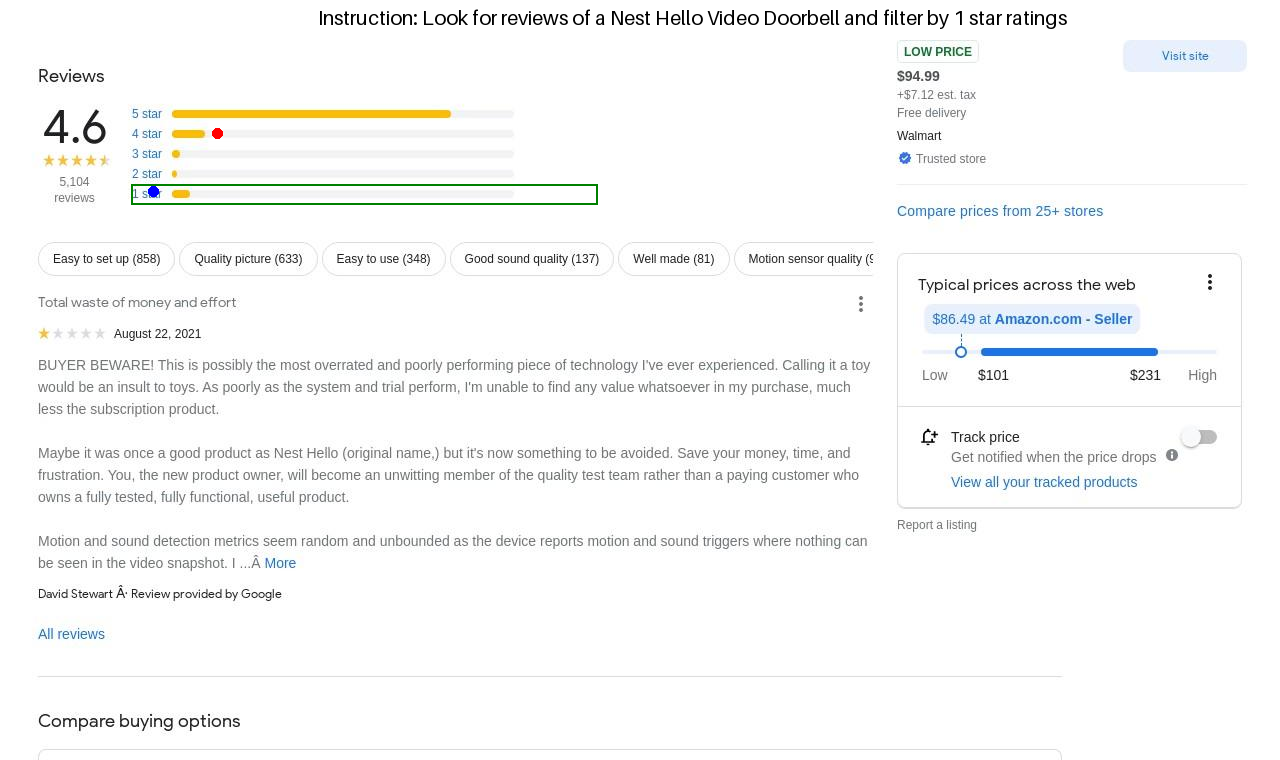 Instruction: Look for reviews of a Nest Hello Video Doorbell and filter by 1 star ratings
Reviews
4.6
5,104
reviews
5 star
4 star
3 star
2 star
1 star
Easy to set up (858)
Quality picture (633)
Easy to use (348)
Good sound quality (137)
Well made (81)
Motion sensor quality (9
Total waste of money and effort
August 22, 2021
BUYER BEWARE! This is possibly the most overrated and poorly performing piece of technology I've ever experienced. Calling it a toy
would be an insult to toys. As poorly as the system and trial perform, I'm unable to find any value whatsoever in my purchase, much
less the subscription product.
Maybe it was once a good product as Nest Hello (original name,) but it's now something to be avoided. Save your money, time, and
frustration. You, the new product owner, will become an unwitting member of the quality test team rather than a paying customer who
owns a fully tested, fully functional, useful product.
Motion and sound detection metrics seem random and unbounded as the device reports motion and sound triggers where nothing can
be seen in the video snapshot. I ...Â More
David Stewart Â· Review provided by Google
All reviews
Compare buying options
LOW PRICE
Visit site
$94.99
+$7.12 est. tax
Free delivery
Walmart
Trusted store
Compare prices from 25+ stores
Typical prices across the web
$86.49 at Amazon.com - Seller
Low
$101
$231
High
Track price
Get notified when the price drops
View all your tracked products
Report a listing